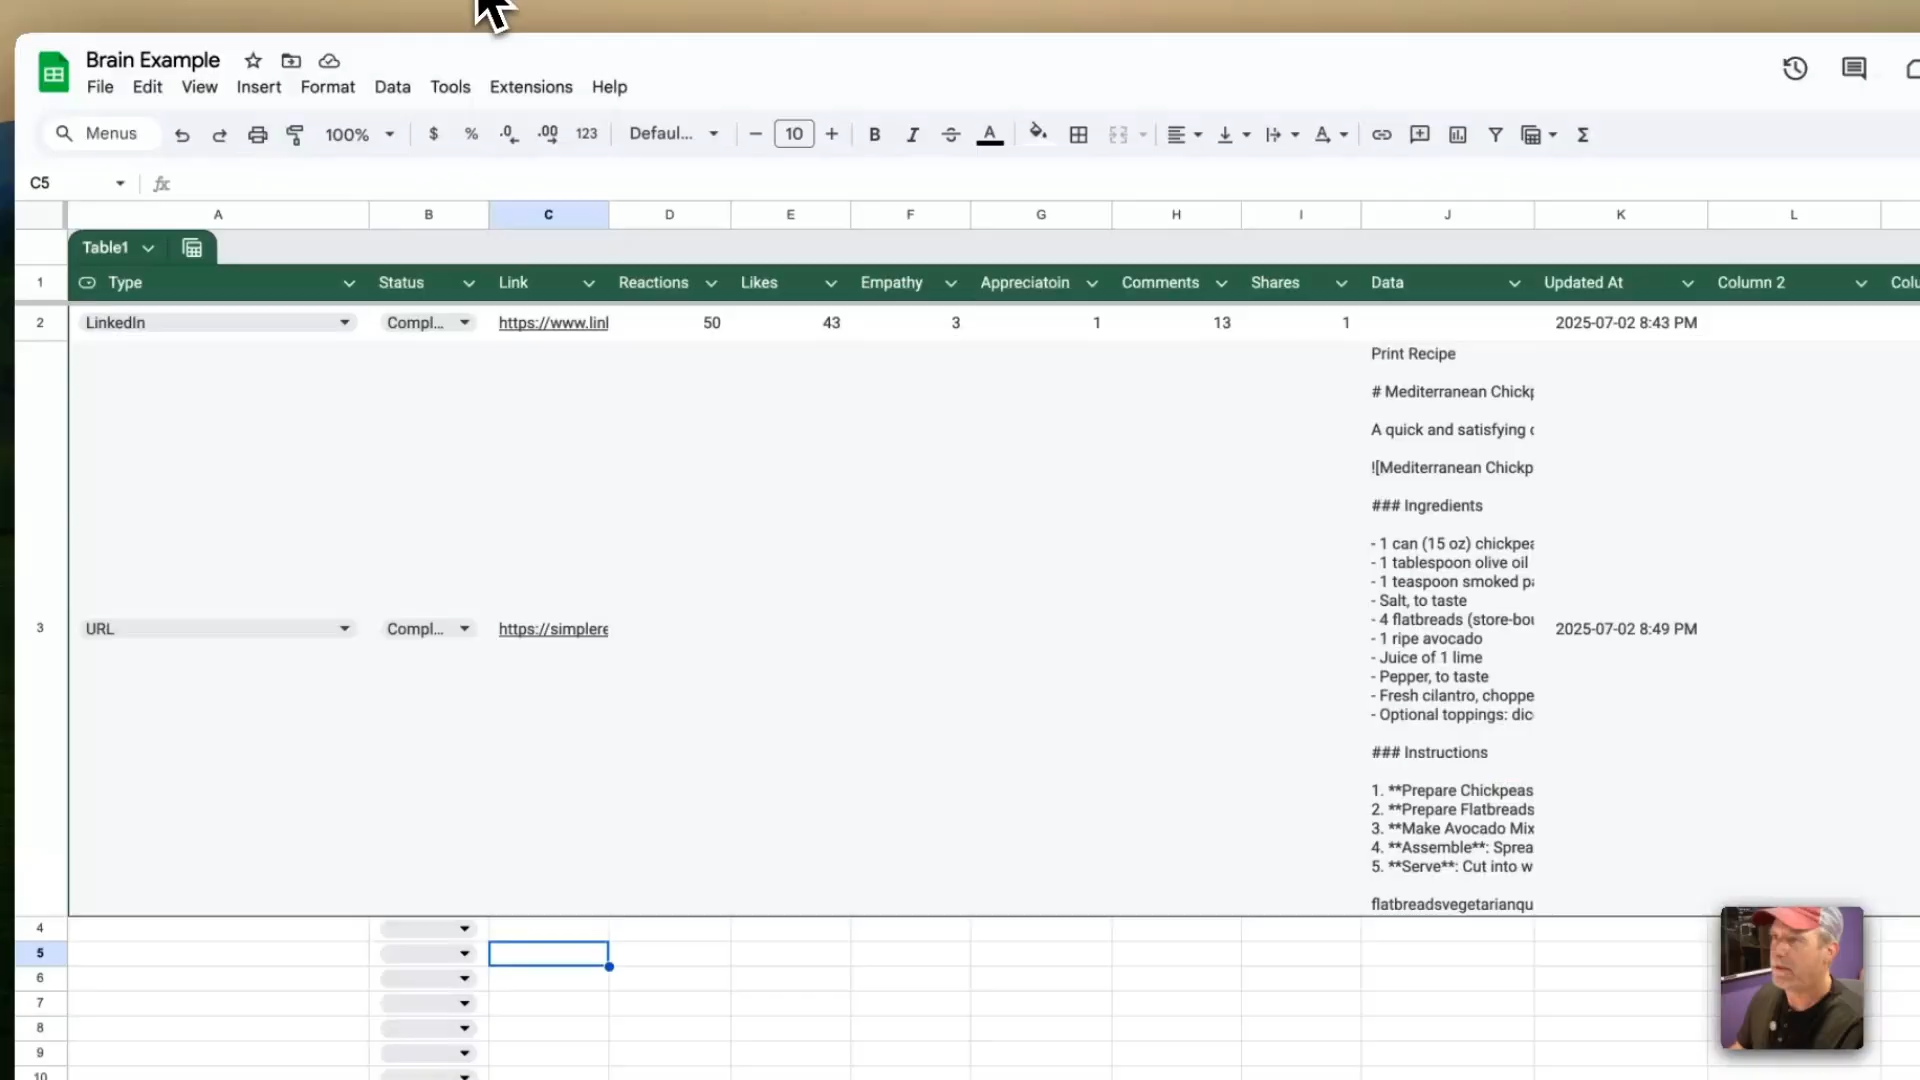 Brain Example
File Edit View Insert Format Data Tools Extensions Help
Menus 100% $ % .0 .00 123 Defaul... 10 B I A
C5 fx
A B C D E F G H I J K L
Table1
1 Type Status Link Reactions Likes Empathy Appreciatoin Comments Shares Data Updated At Column 2 Colu
2 LinkedIn Compl... https://www.linl 50 43 3 1 13 1 2025-07-02 8:43 PM
Print Recipe
# Mediterranean Chickp
A quick and satisfying c
![Mediterranean Chickp
### Ingredients
- 1 can (15 oz) chickpea
- 1 tablespoon olive oil
- 1 teaspoon smoked pa
- Salt, to taste
- 4 flatbreads (store-bou
3 URL Compl... https://simplere 2025-07-02 8:49 PM
- 1 ripe avocado
- Juice of 1 lime
- Pepper, to taste
- Fresh cilantro, choppe
- Optional toppings: dic
### Instructions
1. **Prepare Chickpeas
2. **Prepare Flatbreads
3. **Make Avocado Mix
4. **Assemble**: Sprea
5. **Serve**: Cut into w
flatbreadsvegetarianqu
4
5
6
7
8
9
10